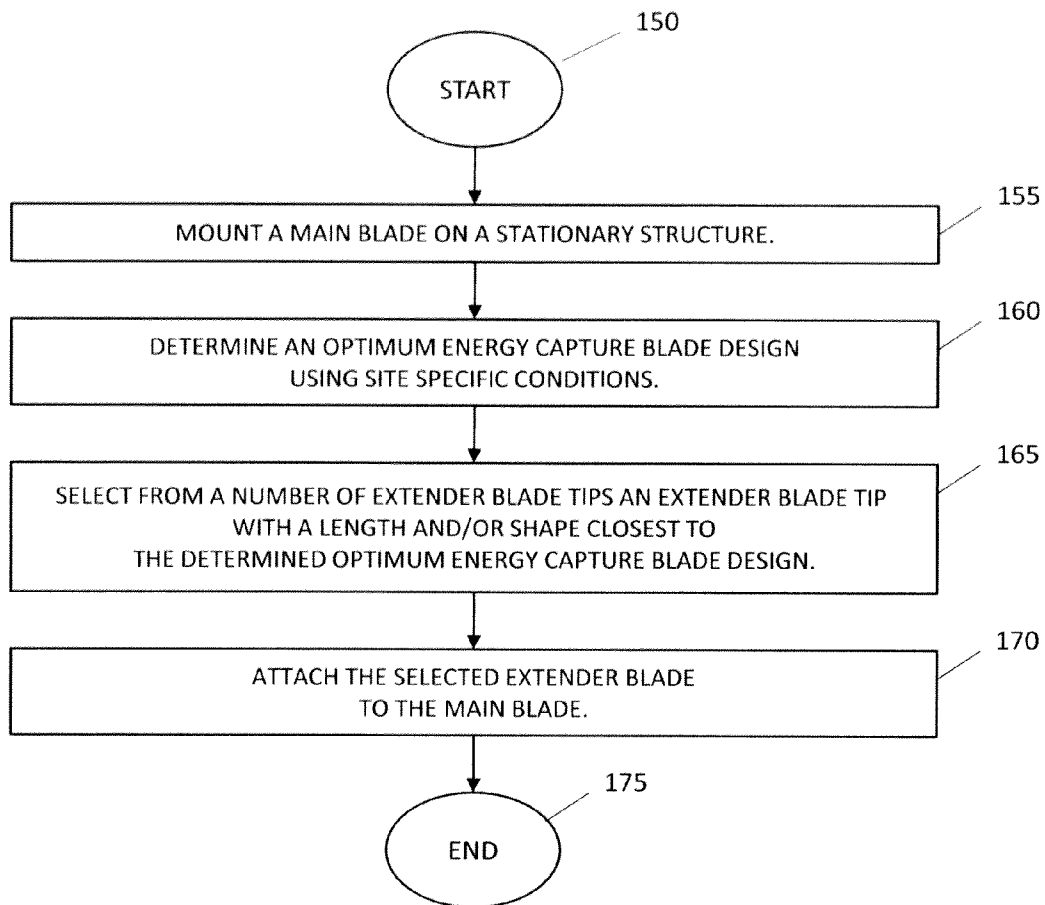 150
START
155
MOUNT A MAIN BLADE ON A STATIONARY STRUCTURE.
160
DETERMINE AN OPTIMUM ENERGY CAPTURE BLADE DESIGN
USING SITE SPECIFIC CONDITIONS.
165
SELECT FROM A NUMBER OF EXTENDER BLADE TIPS AN EXTENDER BLADE TIP
WITH A LENGTH AND/OR SHAPE CLOSEST TO
THE DETERMINED OPTIMUM ENERGY CAPTURE BLADE DESIGN.
170
ATTACH THE SELECTED EXTENDER BLADE
TO THE MAIN BLADE.
175
END